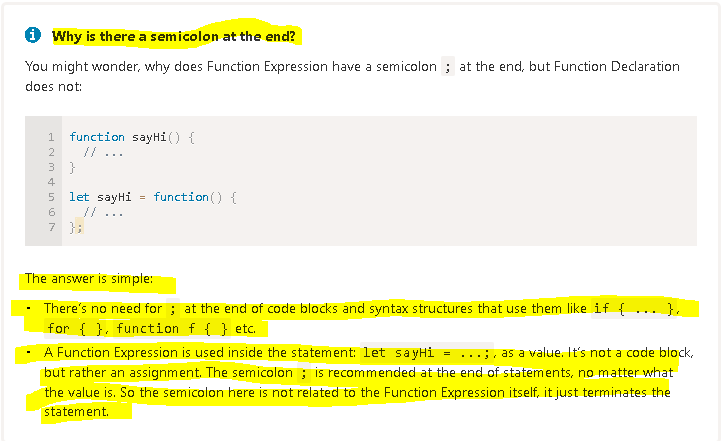 Why is there a semicolon at the end?
You might wonder, why does Function Expression have a semicolon ; at the end, but Function Declaration
does not:
1 function sayHi() {
2   // ...
3 }
4
5 let sayHi = function() {
6   // ...
7 };
The answer is simple:
• There's no need for ; at the end of code blocks and syntax structures that use them like if { ... },
for { }, function f { } etc.
• A Function Expression is used inside the statement: let sayHi = ...;, as a value. It's not a code block,
but rather an assignment. The semicolon ; is recommended at the end of statements, no matter what
the value is. So the semicolon here is not related to the Function Expression itself, it just terminates the
statement.